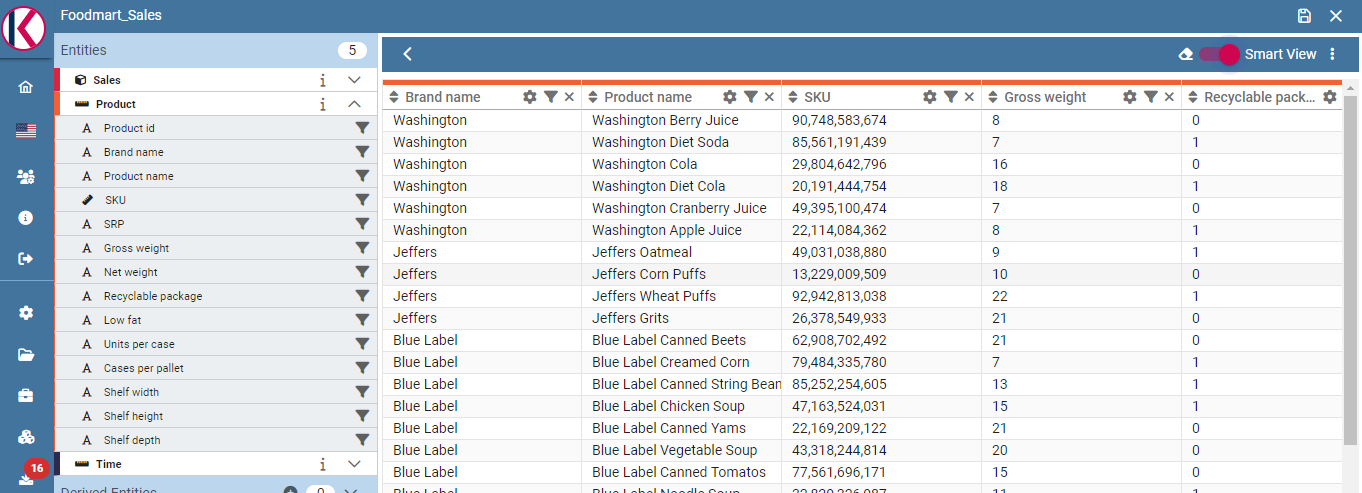 Foodmart_Sales
Entities 5
Sales
Product
Product id
Brand name
Product name
SKU
SRP
Gross weight
Net weight
Recyclable package
Low fat
Units per case
Cases per pallet
Shelf width
Shelf height
Shelf depth
Time
Derived Entities 0
16
Smart View
Brand name Product name SKU Gross weight Recyclable pack...
Washington Washington Berry Juice 90,748,583,674 8 0
Washington Washington Diet Soda 85,561,191,439 7 1
Washington Washington Cola 29,804,642,796 16 0
Washington Washington Diet Cola 20,191,444,754 18 1
Washington Washington Cranberry Juice 49,395,100,474 7 0
Washington Washington Apple Juice 22,114,084,362 8 1
Jeffers Jeffers Oatmeal 49,031,038,880 9 1
Jeffers Jeffers Corn Puffs 13,229,009,509 10 0
Jeffers Jeffers Wheat Puffs 92,942,813,038 22 1
Jeffers Jeffers Grits 26,378,549,933 21 0
Blue Label Blue Label Canned Beets 62,908,702,492 21 0
Blue Label Blue Label Creamed Corn 79,484,335,780 7 1
Blue Label Blue Label Canned String Bean 85,252,254,605 13 1
Blue Label Blue Label Chicken Soup 47,163,524,031 15 1
Blue Label Blue Label Canned Yams 22,169,209,122 21 0
Blue Label Blue Label Vegetable Soup 43,318,244,814 20 0
Blue Label Blue Label Canned Tomatos 77,561,696,171 15 0
Blue Label Blue Label Noodle Soup 11 1